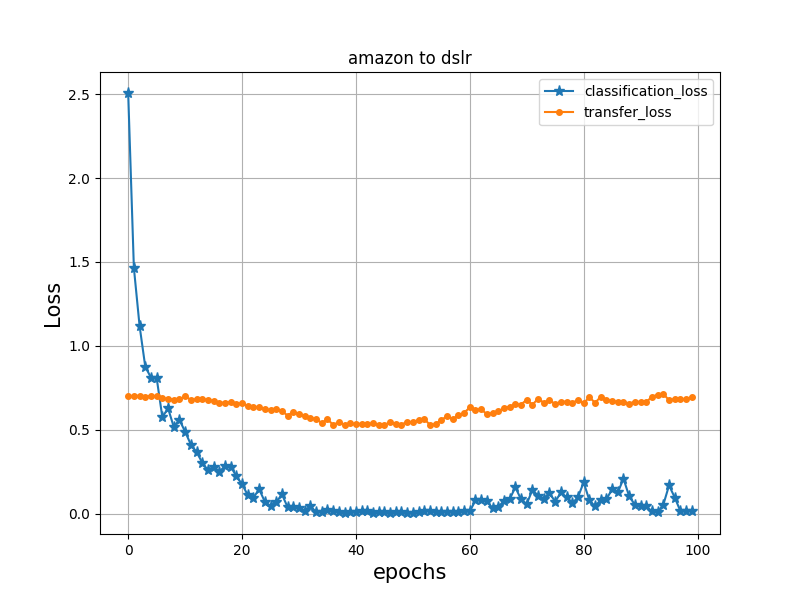 amazon to dslr
classification_loss
transfer_loss
2.5
2.0
1.5
1.0
0.5
0.0
Loss
0 20 40 60 80 100
epochs